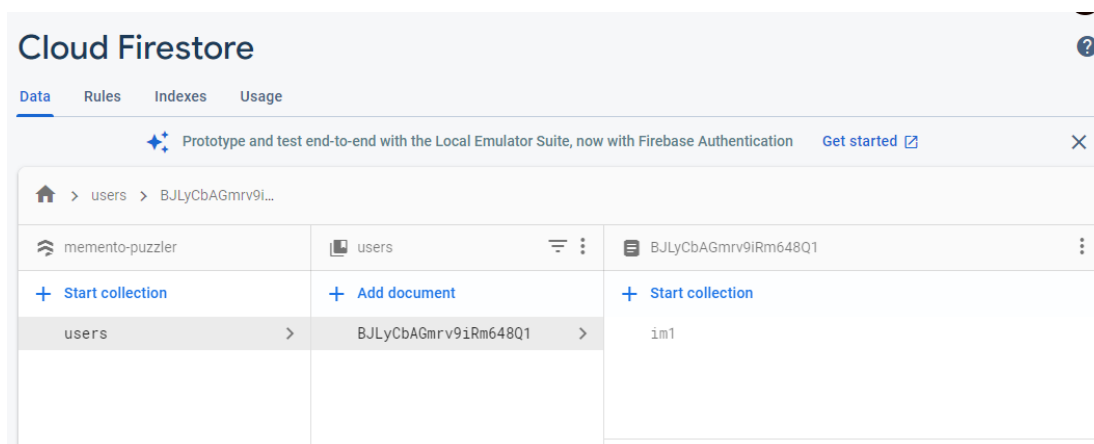 Cloud Firestore
Data Rules Indexes Usage
Prototype and test end-to-end with the Local Emulator Suite, now with Firebase Authentication Get started
users > BJLyCbAGmrv9i...
memento-puzzler
users
BJLyCbAGmrv9iRm648Q1
+ Start collection
+ Add document
+ Start collection
users
BJLyCbAGmrv9iRm648Q1
im1